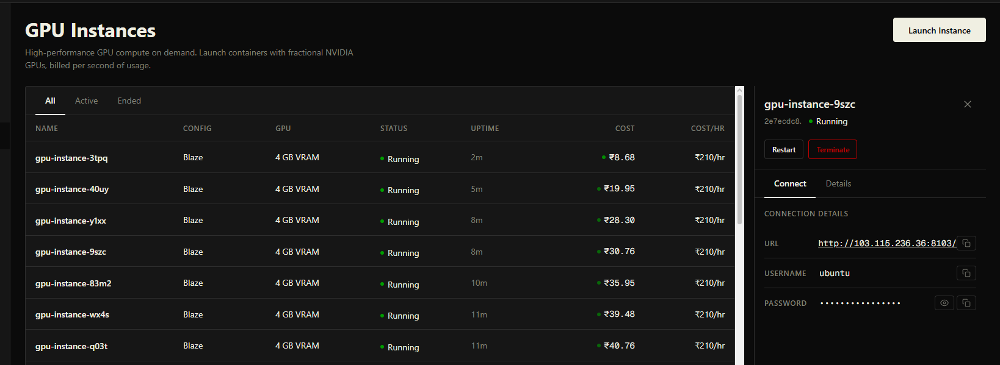 GPU Instances
Launch Instance
High-performance GPU compute on demand. Launch containers with fractional NVIDIA
GPUs, billed per second of usage.
All Active Ended
NAME CONFIG GPU STATUS UPTIME COST COST/HR
gpu-instance-3tpq Blaze 4 GB VRAM Running 2m ₹8.68 ₹210/hr
gpu-instance-40uy Blaze 4 GB VRAM Running 5m ₹19.95 ₹210/hr
gpu-instance-y1xx Blaze 4 GB VRAM Running 8m ₹28.30 ₹210/hr
gpu-instance-9szc Blaze 4 GB VRAM Running 8m ₹30.76 ₹210/hr
gpu-instance-83m2 Blaze 4 GB VRAM Running 10m ₹35.95 ₹210/hr
gpu-instance-wx4s Blaze 4 GB VRAM Running 11m ₹39.48 ₹210/hr
gpu-instance-q03t Blaze 4 GB VRAM Running 11m ₹40.76 ₹210/hr
gpu-instance-9szc
2e7ecdc8. Running
Restart Terminate
Connect Details
CONNECTION DETAILS
URL http://103.115.236.36:8103/
USERNAME ubuntu
PASSWORD ••••••••••••••••